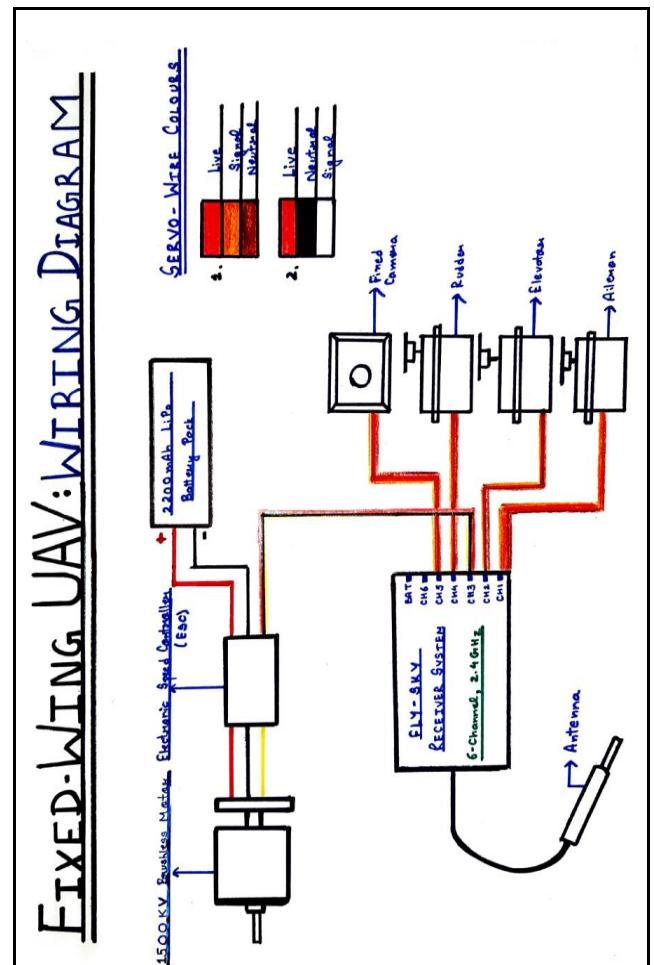 FIXED-WING UAV: WIRING DIAGRAM
SERVO-WIRE COLOURS
1.
Live
Signal
Neutral
2.
Live
Neutral
Signal
2200mAh LiPo
Battery Pack
+
-
Electronic Speed Controller
(ESC)
1500KV Brushless Motor
Fixed
Camera
Rudder
Elevator
Aileron
BAT
CH6
CH5
CH4
CH3
CH2
CH1
FLY-SKY
RECEIVER SYSTEM
6-Channel, 2.4GHz
Antenna